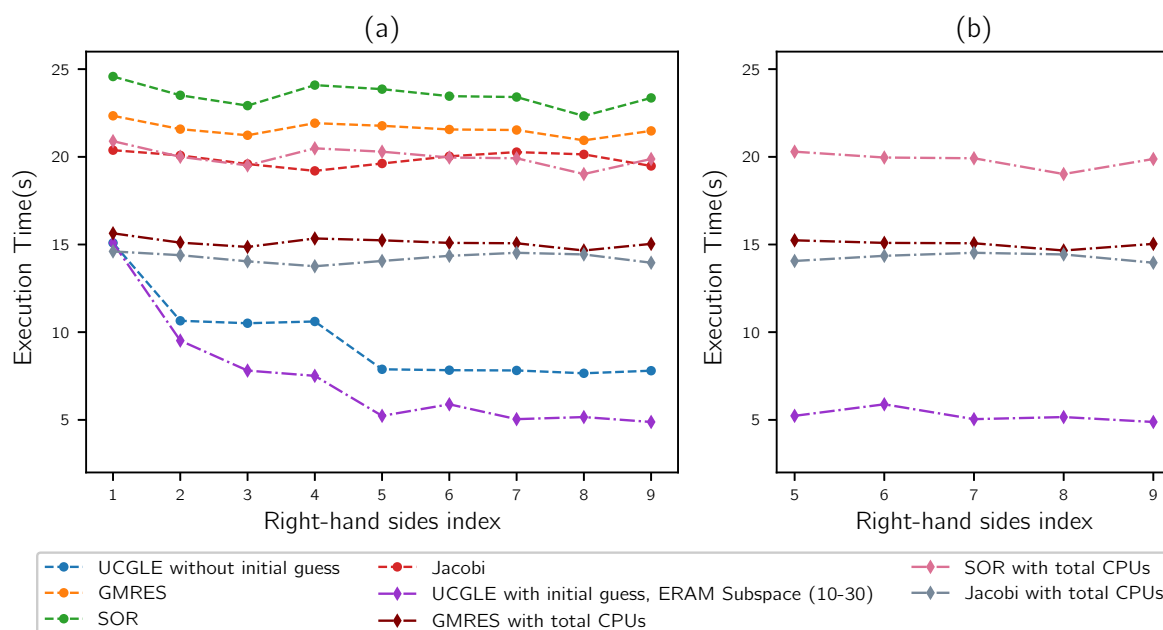 (a)
(b)
Execution Time(s)
25
20
15
10
5
1 2 3 4 5 6 7 8 9
Right-hand sides index
Execution Time(s)
25
20
15
10
5
5 6 7 8 9
Right-hand sides index
UCGLE without initial guess
GMRES
SOR
Jacobi
UCGLE with initial guess, ERAM Subspace (10-30)
GMRES with total CPUs
SOR with total CPUs
Jacobi with total CPUs